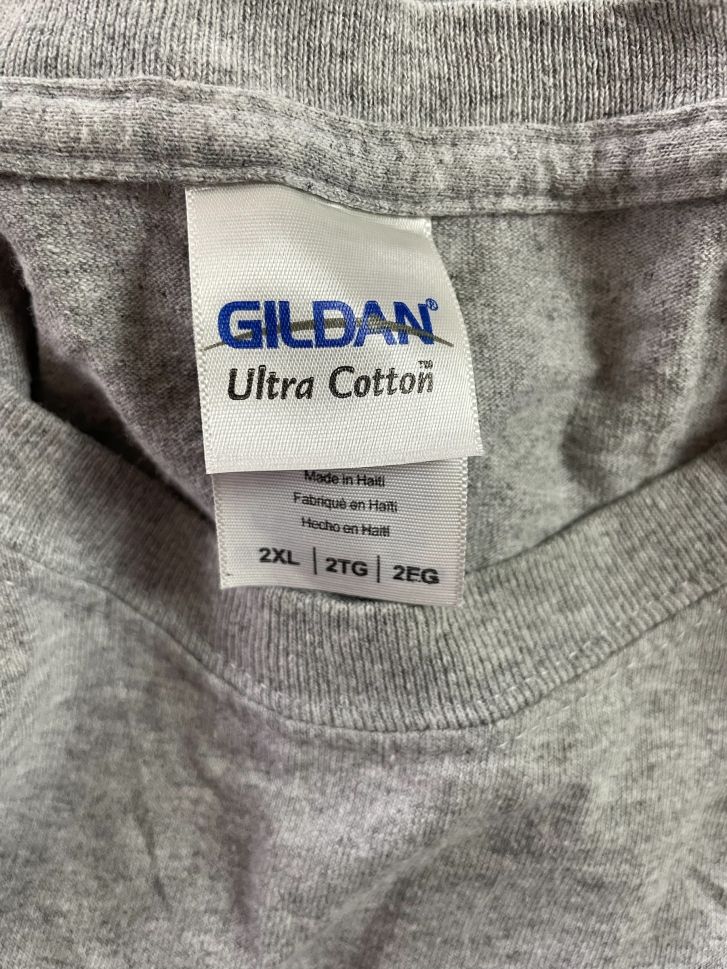 GILDAN®
Ultra Cotton™
Made in Haiti
Fabriqué en Haïti
Hecho en Haití
2XL | 2TG | 2EG